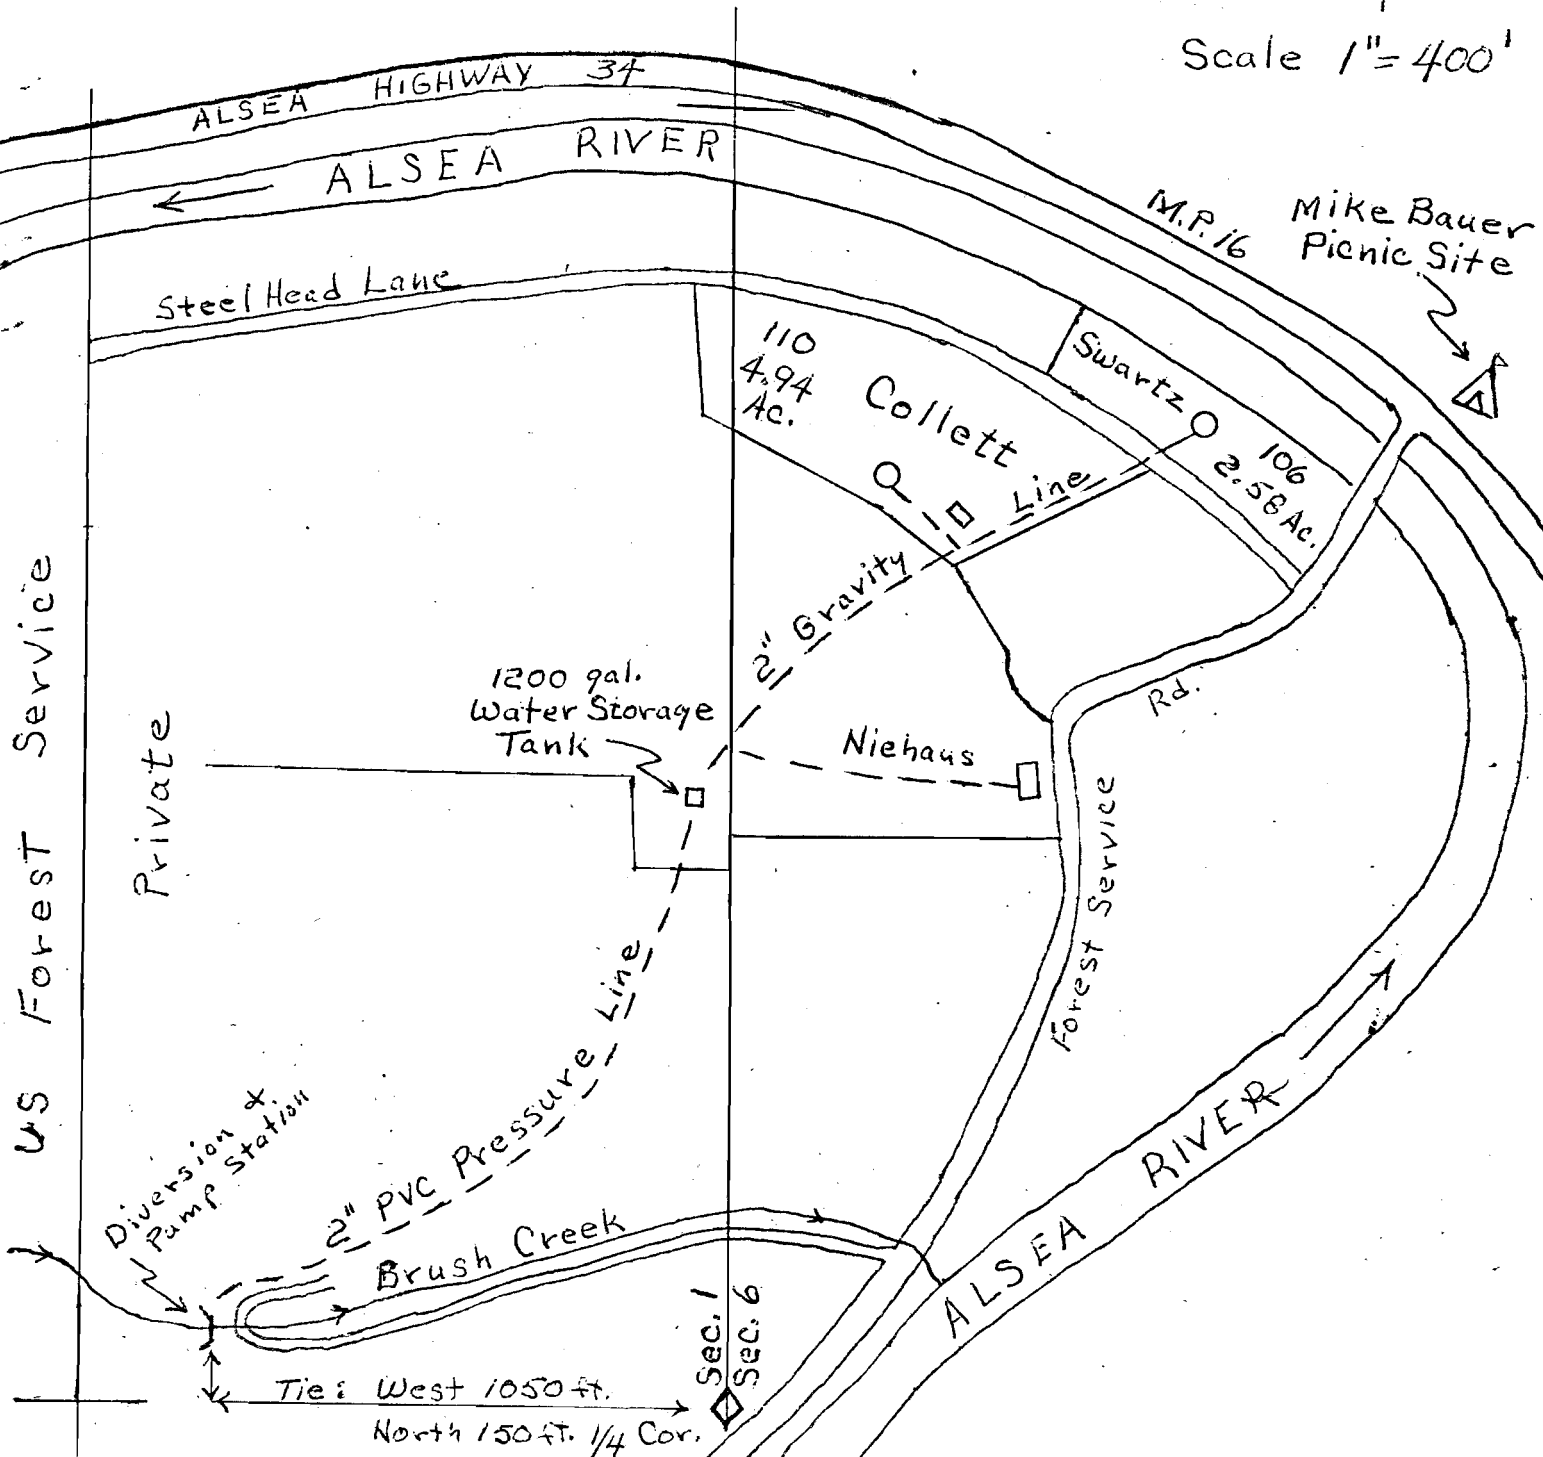 Scale 1"=400'
ALSEA HIGHWAY 34
ALSEA RIVER
M.P. 16
Mike Bauer
Picnic Site
Steel Head Lane
110
4.94
Ac.
Collett
Swartz
106
2.58 Ac.
2" Gravity Line
US Forest Service
Private
1200 gal.
Water Storage
Tank
Niehaus
Rd.
Forest Service
2" PVC Pressure Line
Diversion &
Pump Station
Brush Creek
ALSEA RIVER
Sec. 1
Sec. 6
Tie: West 1050 ft.
North 150 ft. 1/4 Cor.